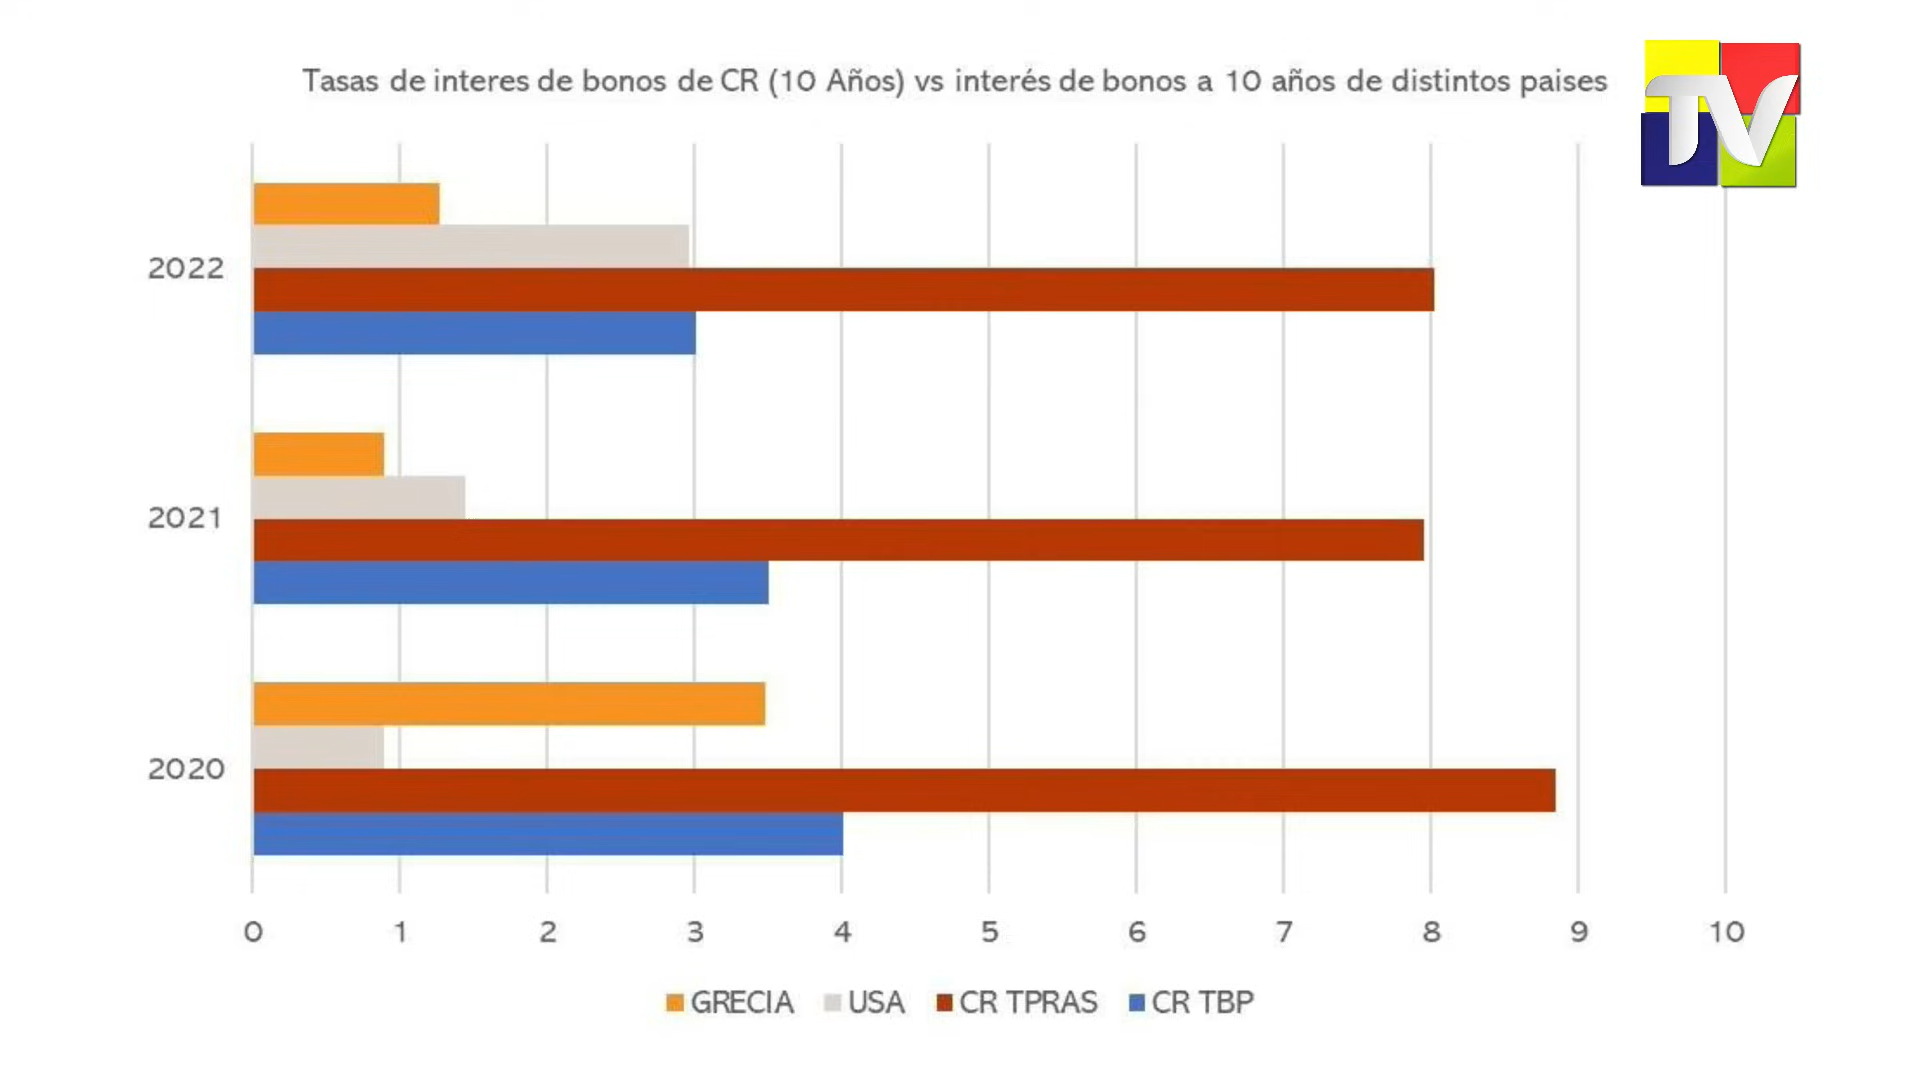 Tasas de interes de bonos de CR (10 Años) vs interés de bonos a 10 años de distintos paises
TV
2022
2021
2020
0 1 2 3 4 5 6 7 8 9 10
GRECIA USA CR TPRAS CR TBP